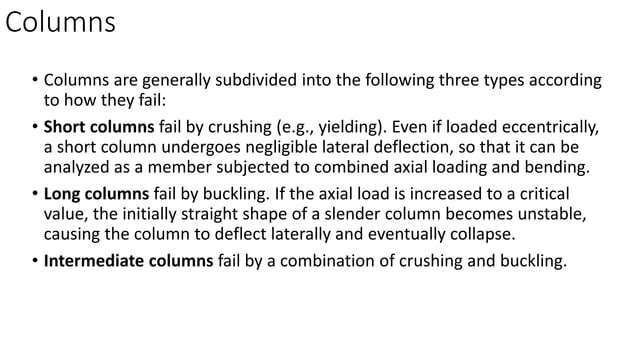 Columns
• Columns are generally subdivided into the following three types according
to how they fail:
• Short columns fail by crushing (e.g., yielding). Even if loaded eccentrically,
a short column undergoes negligible lateral deflection, so that it can be
analyzed as a member subjected to combined axial loading and bending.
• Long columns fail by buckling. If the axial load is increased to a critical
value, the initially straight shape of a slender column becomes unstable,
causing the column to deflect laterally and eventually collapse.
• Intermediate columns fail by a combination of crushing and buckling.